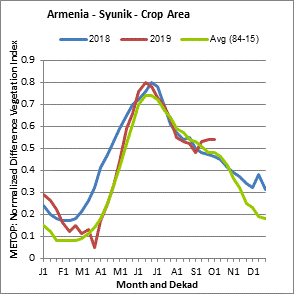 Armenia - Syunik - Crop Area
2018 2019 Avg (84-15)
METOP: Normalized Difference Vegetation Index
0.9
0.8
0.7
0.6
0.5
0.4
0.3
0.2
0.1
0
J1 F1 M1 A1 M1 J1 J1 A1 S1 O1 N1 D1
Month and Dekad